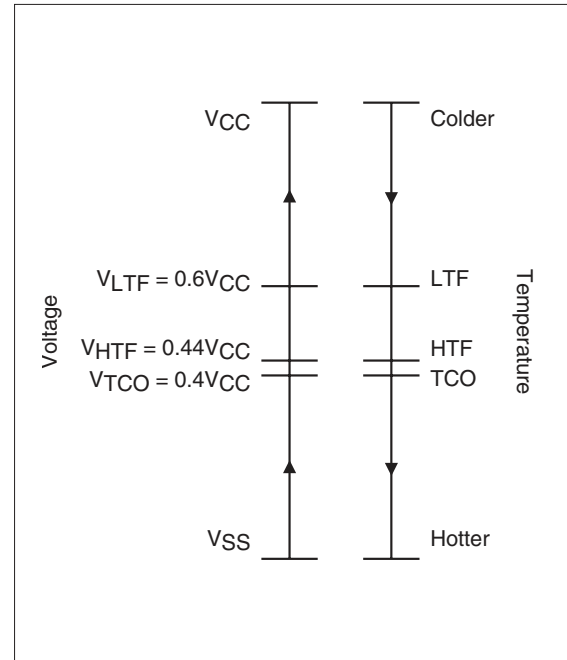 VCC
Colder
VLTF = 0.6VCC
LTF
Voltage
Temperature
VHTF = 0.44VCC
HTF
VTCO = 0.4VCC
TCO
VSS
Hotter